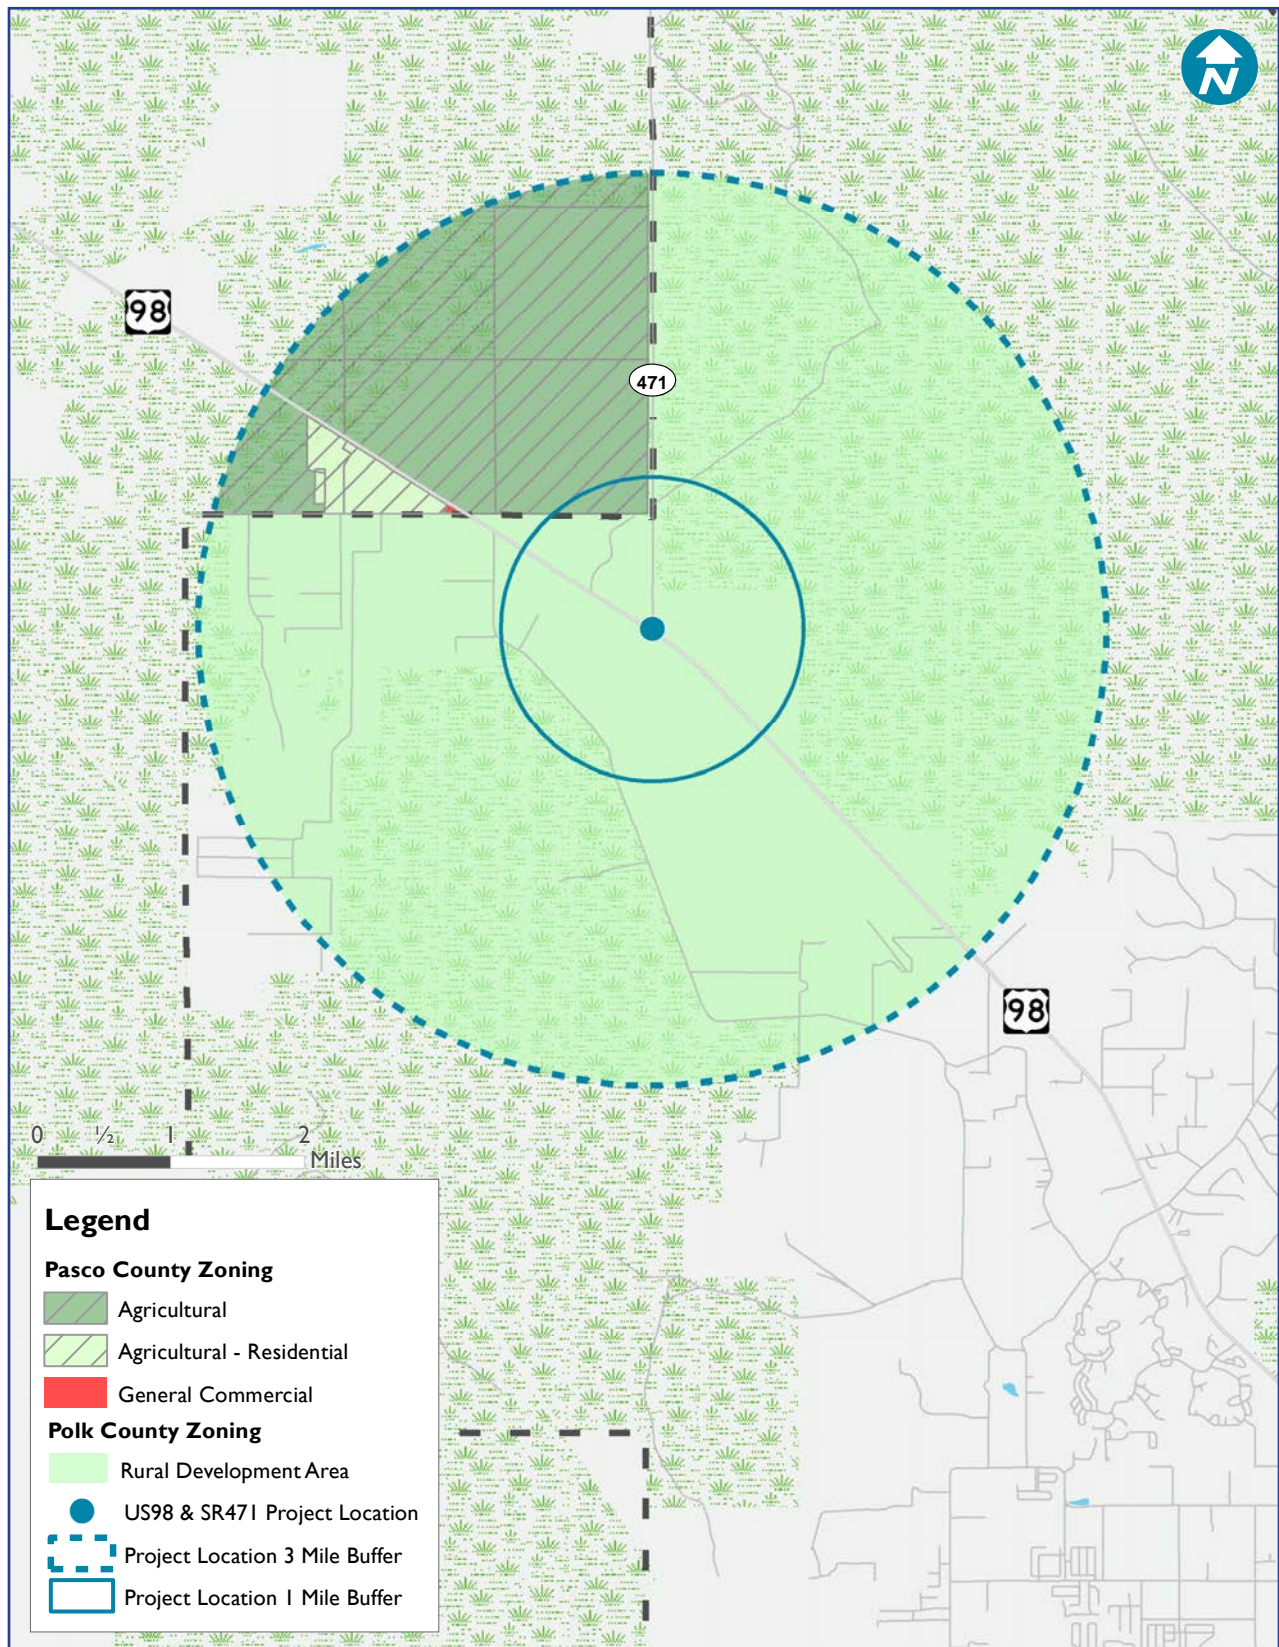 N
98
471
98
0 ½ 1 2
Miles
Legend
Pasco County Zoning
Agricultural
Agricultural - Residential
General Commercial
Polk County Zoning
Rural Development Area
US98 & SR471 Project Location
Project Location 3 Mile Buffer
Project Location 1 Mile Buffer